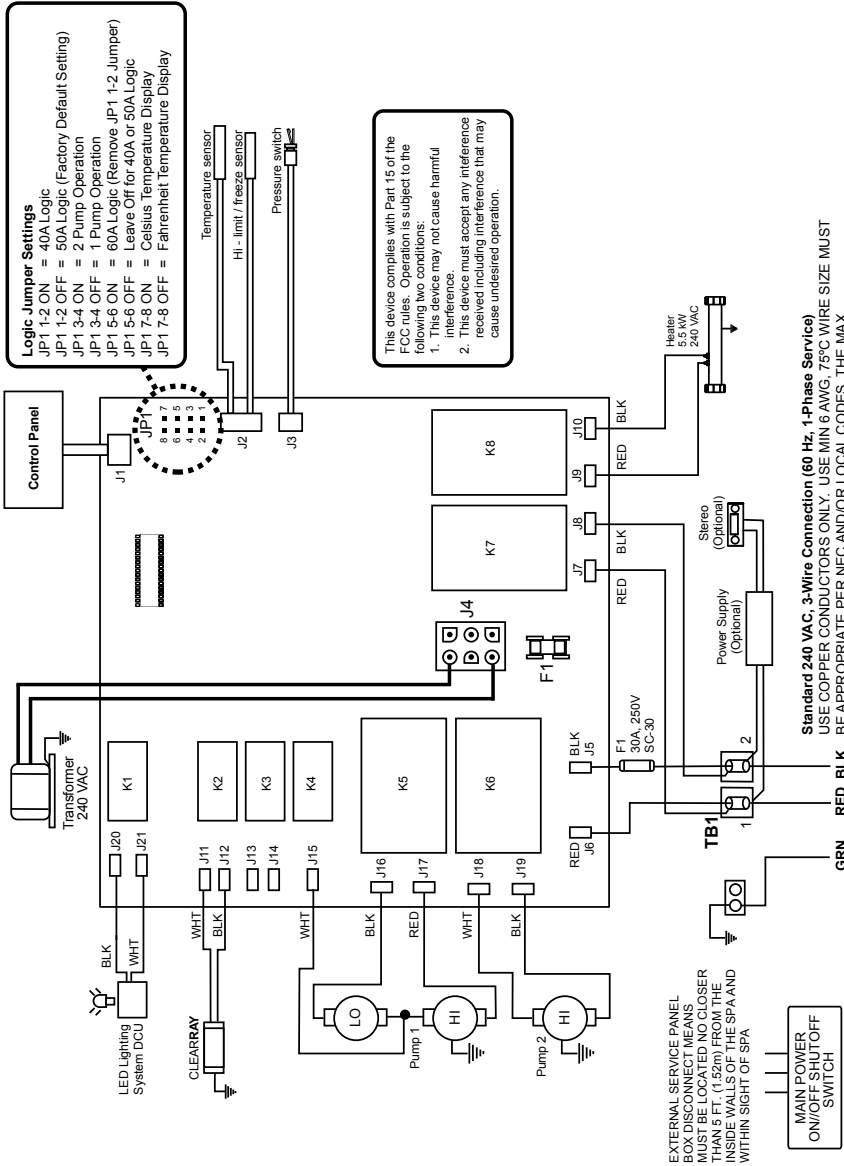 Logic Jumper Settings
JP1 1-2 ON = 40A Logic
JP1 1-2 OFF = 50A Logic (Factory Default Setting)
JP1 3-4 ON = 2 Pump Operation
JP1 3-4 OFF = 1 Pump Operation
JP1 5-6 ON = 60A Logic (Remove JP1 1-2 Jumper)
JP1 5-6 OFF = Leave Off for 40A or 50A Logic
JP1 7-8 ON = Celsius Temperature Display
JP1 7-8 OFF = Fahrenheit Temperature Display
Control Panel
J1
JP1
8 7
6 5
4 3
2 1
J2
J3
Temperature sensor
Hi - limit / freeze sensor
Pressure switch
This device complies with Part 15 of the
FCC rules. Operation is subject to the
following two conditions:
1. This device may not cause harmful
interference.
2. This device must accept any inteference
received including interference that may
cause undesired operation.
Transformer
240 VAC
K1
K2
K3
K4
K5
K6
K7
K8
J4
F1
J20
J21
J11
J12
J13
J14
J15
J16
J17
J18
J19
BLK
WHT
LED Lighting
System DCU
WHT
BLK
CLEARRAY
WHT
BLK
RED
WHT
BLK
LO
HI
Pump 1
HI
Pump 2
RED
J6
BLK
J5
F1
30A, 250V
SC-30
J7
RED
J8
BLK
J9
RED
J10
BLK
Heater
5.5 kW
240 VAC
Stereo
(Optional)
Power Supply
(Optional)
TB1
1
2
GRN
RED
BLK
Standard 240 VAC, 3-Wire Connection (60 Hz, 1-Phase Service)
USE COPPER CONDUCTORS ONLY. USE MIN 6 AWG, 75ºC WIRE SIZE MUST
BE APPROPRIATE PER NEC AND/OR LOCAL CODES. THE MAX
EXTERNAL SERVICE PANEL
BOX DISCONNECT MEANS
MUST BE LOCATED NO CLOSER
THAN 5 FT. (1.52m) FROM THE
INSIDE WALLS OF THE SPA AND
WITHIN SIGHT OF SPA
MAIN POWER
ON//OFF SHUTOFF
SWITCH